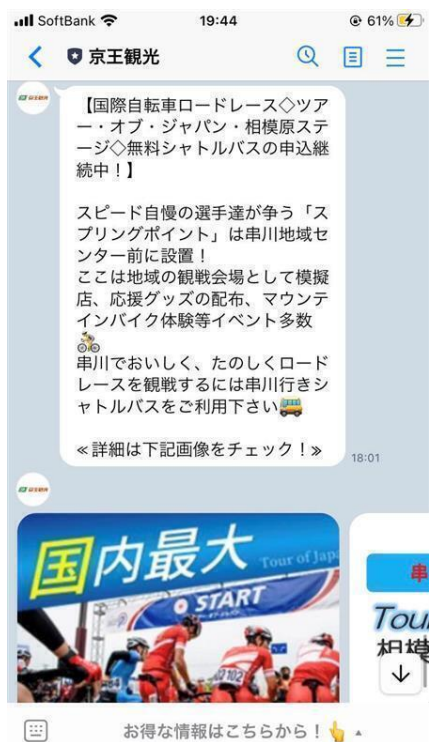 SoftBank 19:44 61%
京王観光
【国際自転車ロードレース◇ツア
ー・オブ・ジャパン・相模原ステ
ージ◇無料シャトルバスの申込継
続中!】
スピード自慢の選手達が争う「ス
プリングポイント」は串川地域セ
ンター前に設置!
ここは地域の観戦会場として模擬
店、応援グッズの配布、マウンテ
インバイク体験等イベント多数
🚴
串川でおいしく、たのしくロード
レースを観戦するには串川行きシ
ャトルバスをご利用下さい🚌
≪詳細は下記画像をチェック!≫
18:01
国内最大
Tour of Jap
START
串
Tour
相模
お得な情報はこちらから!👆